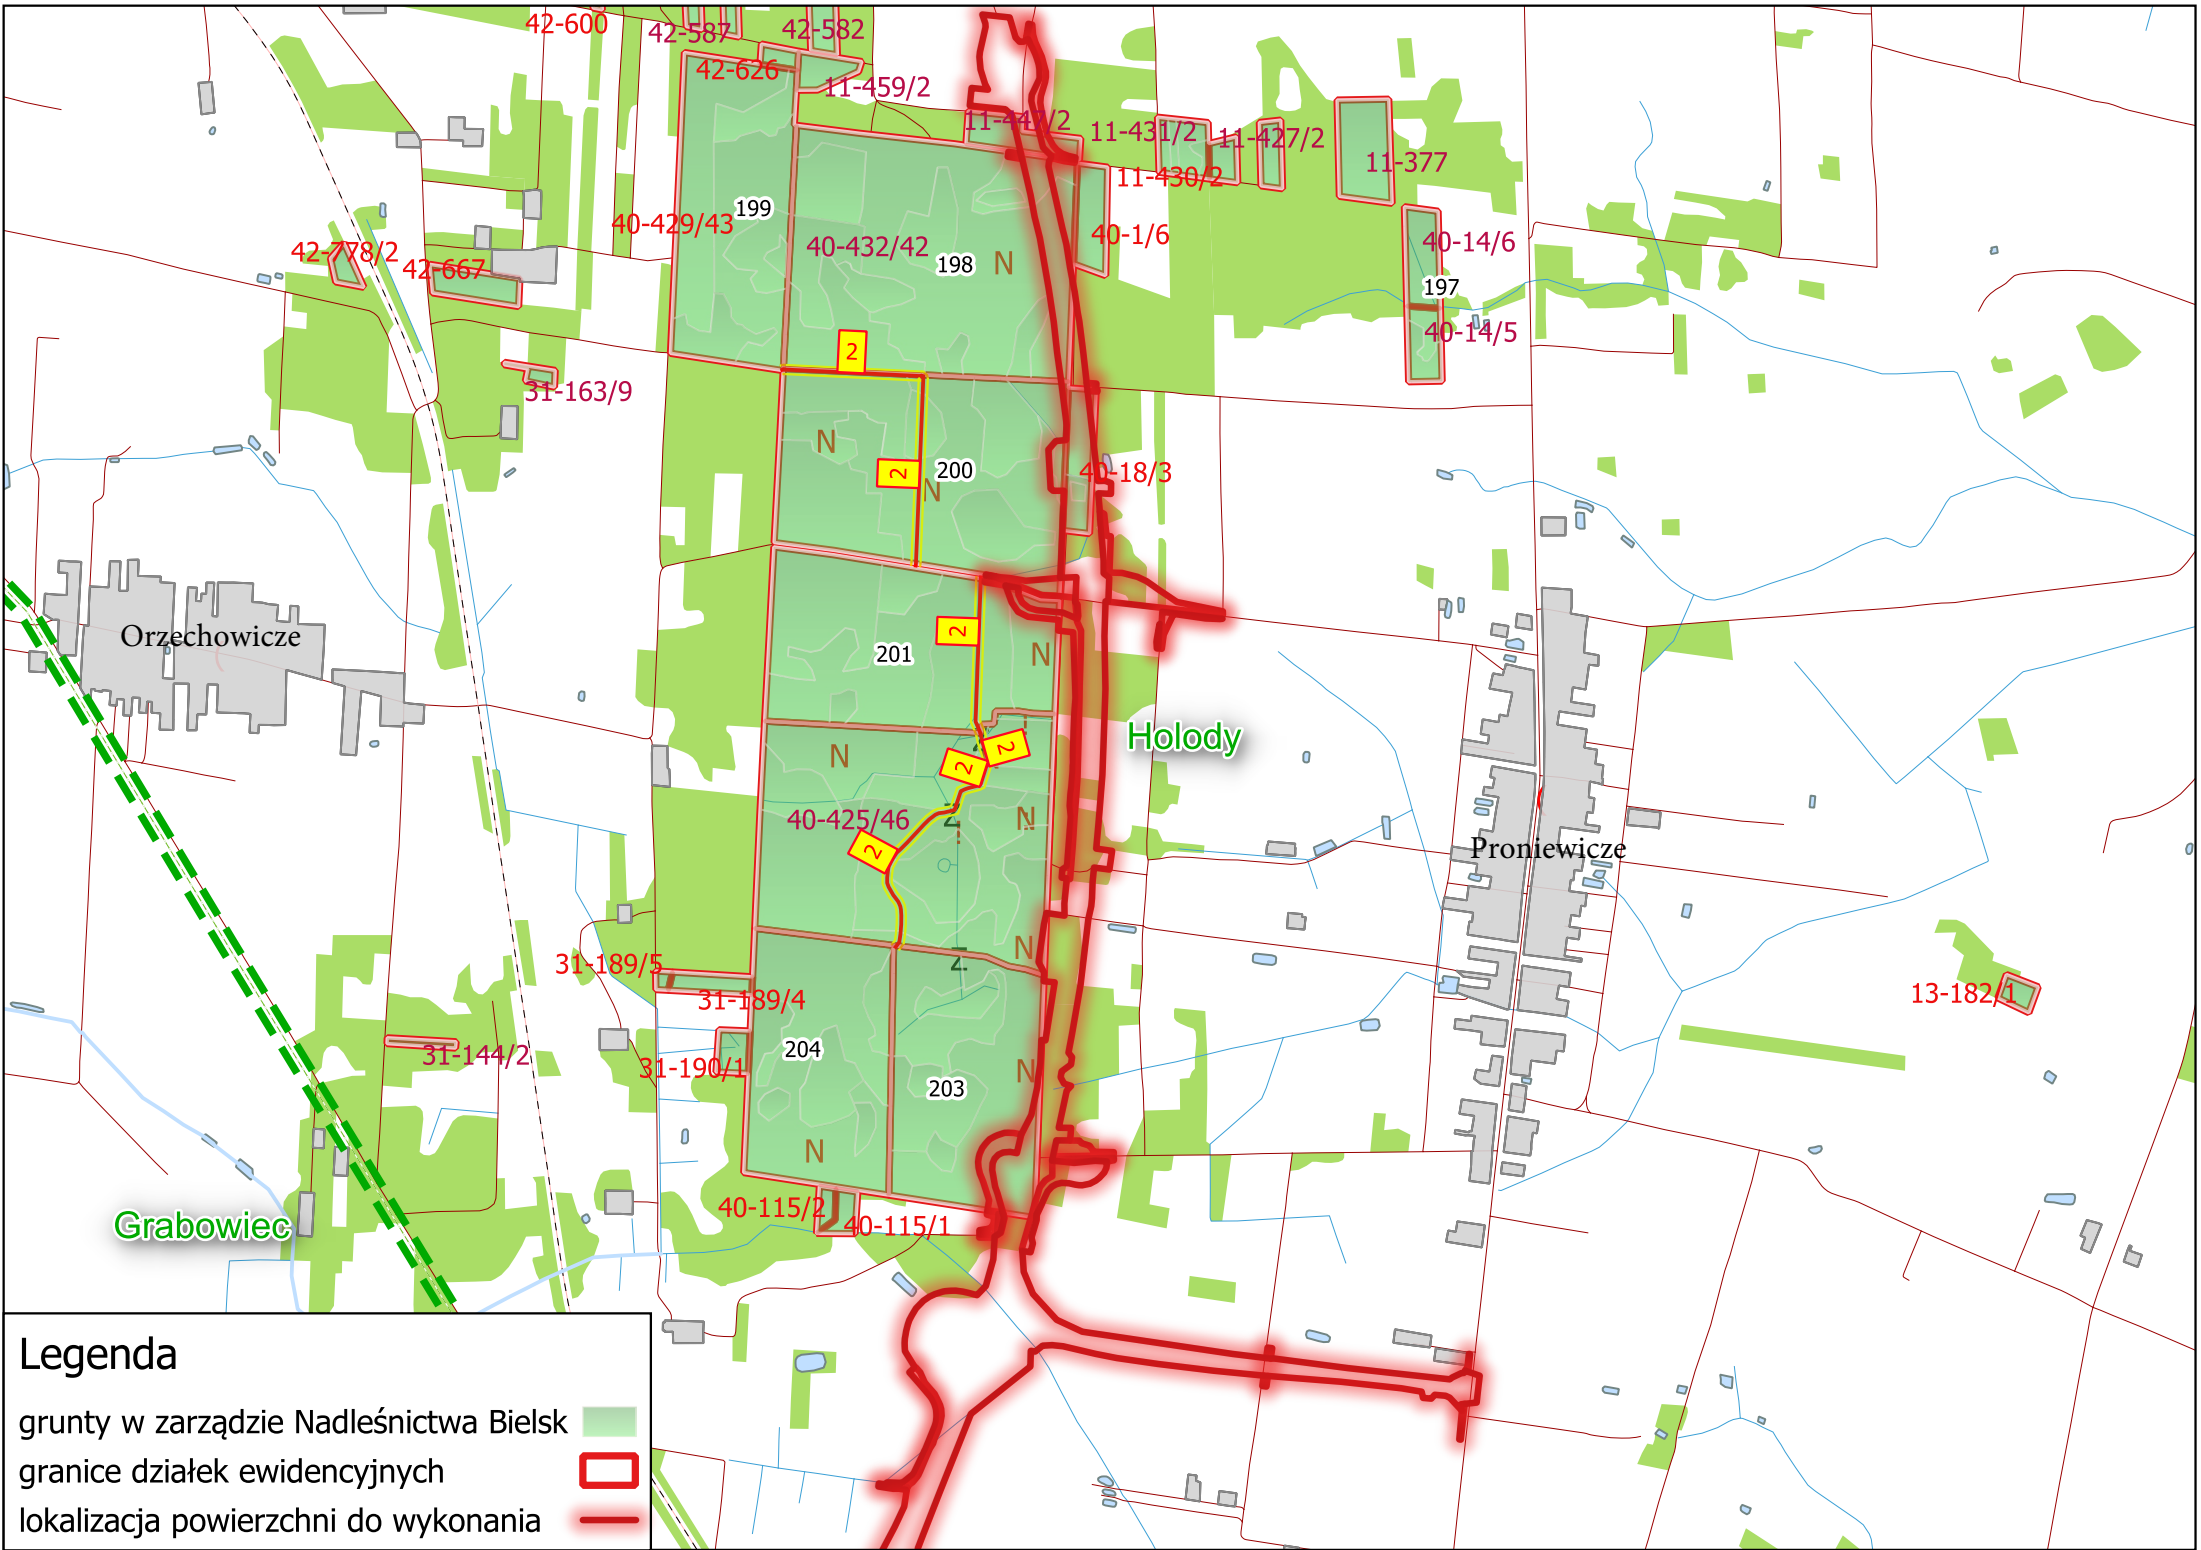 42-600
42-587
42-582
42-626
11-459/2
11-447/2
11-431/2
11-427/2
11-430/2
11-377
199
40-429/43
40-432/42
198
N
40-1/6
40-14/6
197
40-14/5
42-778/2
42-667
31-163/9
2
N
2
N
200
40-18/3
Orzechowicze
2
201
N
Holody
N
2
2
40-425/46
N
2
Proniewicze
N
31-189/5
31-189/4
13-182/1
31-144/2
204
31-190/1
203
N
N
40-115/2
40-115/1
Grabowiec
Legenda
grunty w zarządzie Nadleśnictwa Bielsk
granice działek ewidencyjnych
lokalizacja powierzchni do wykonania